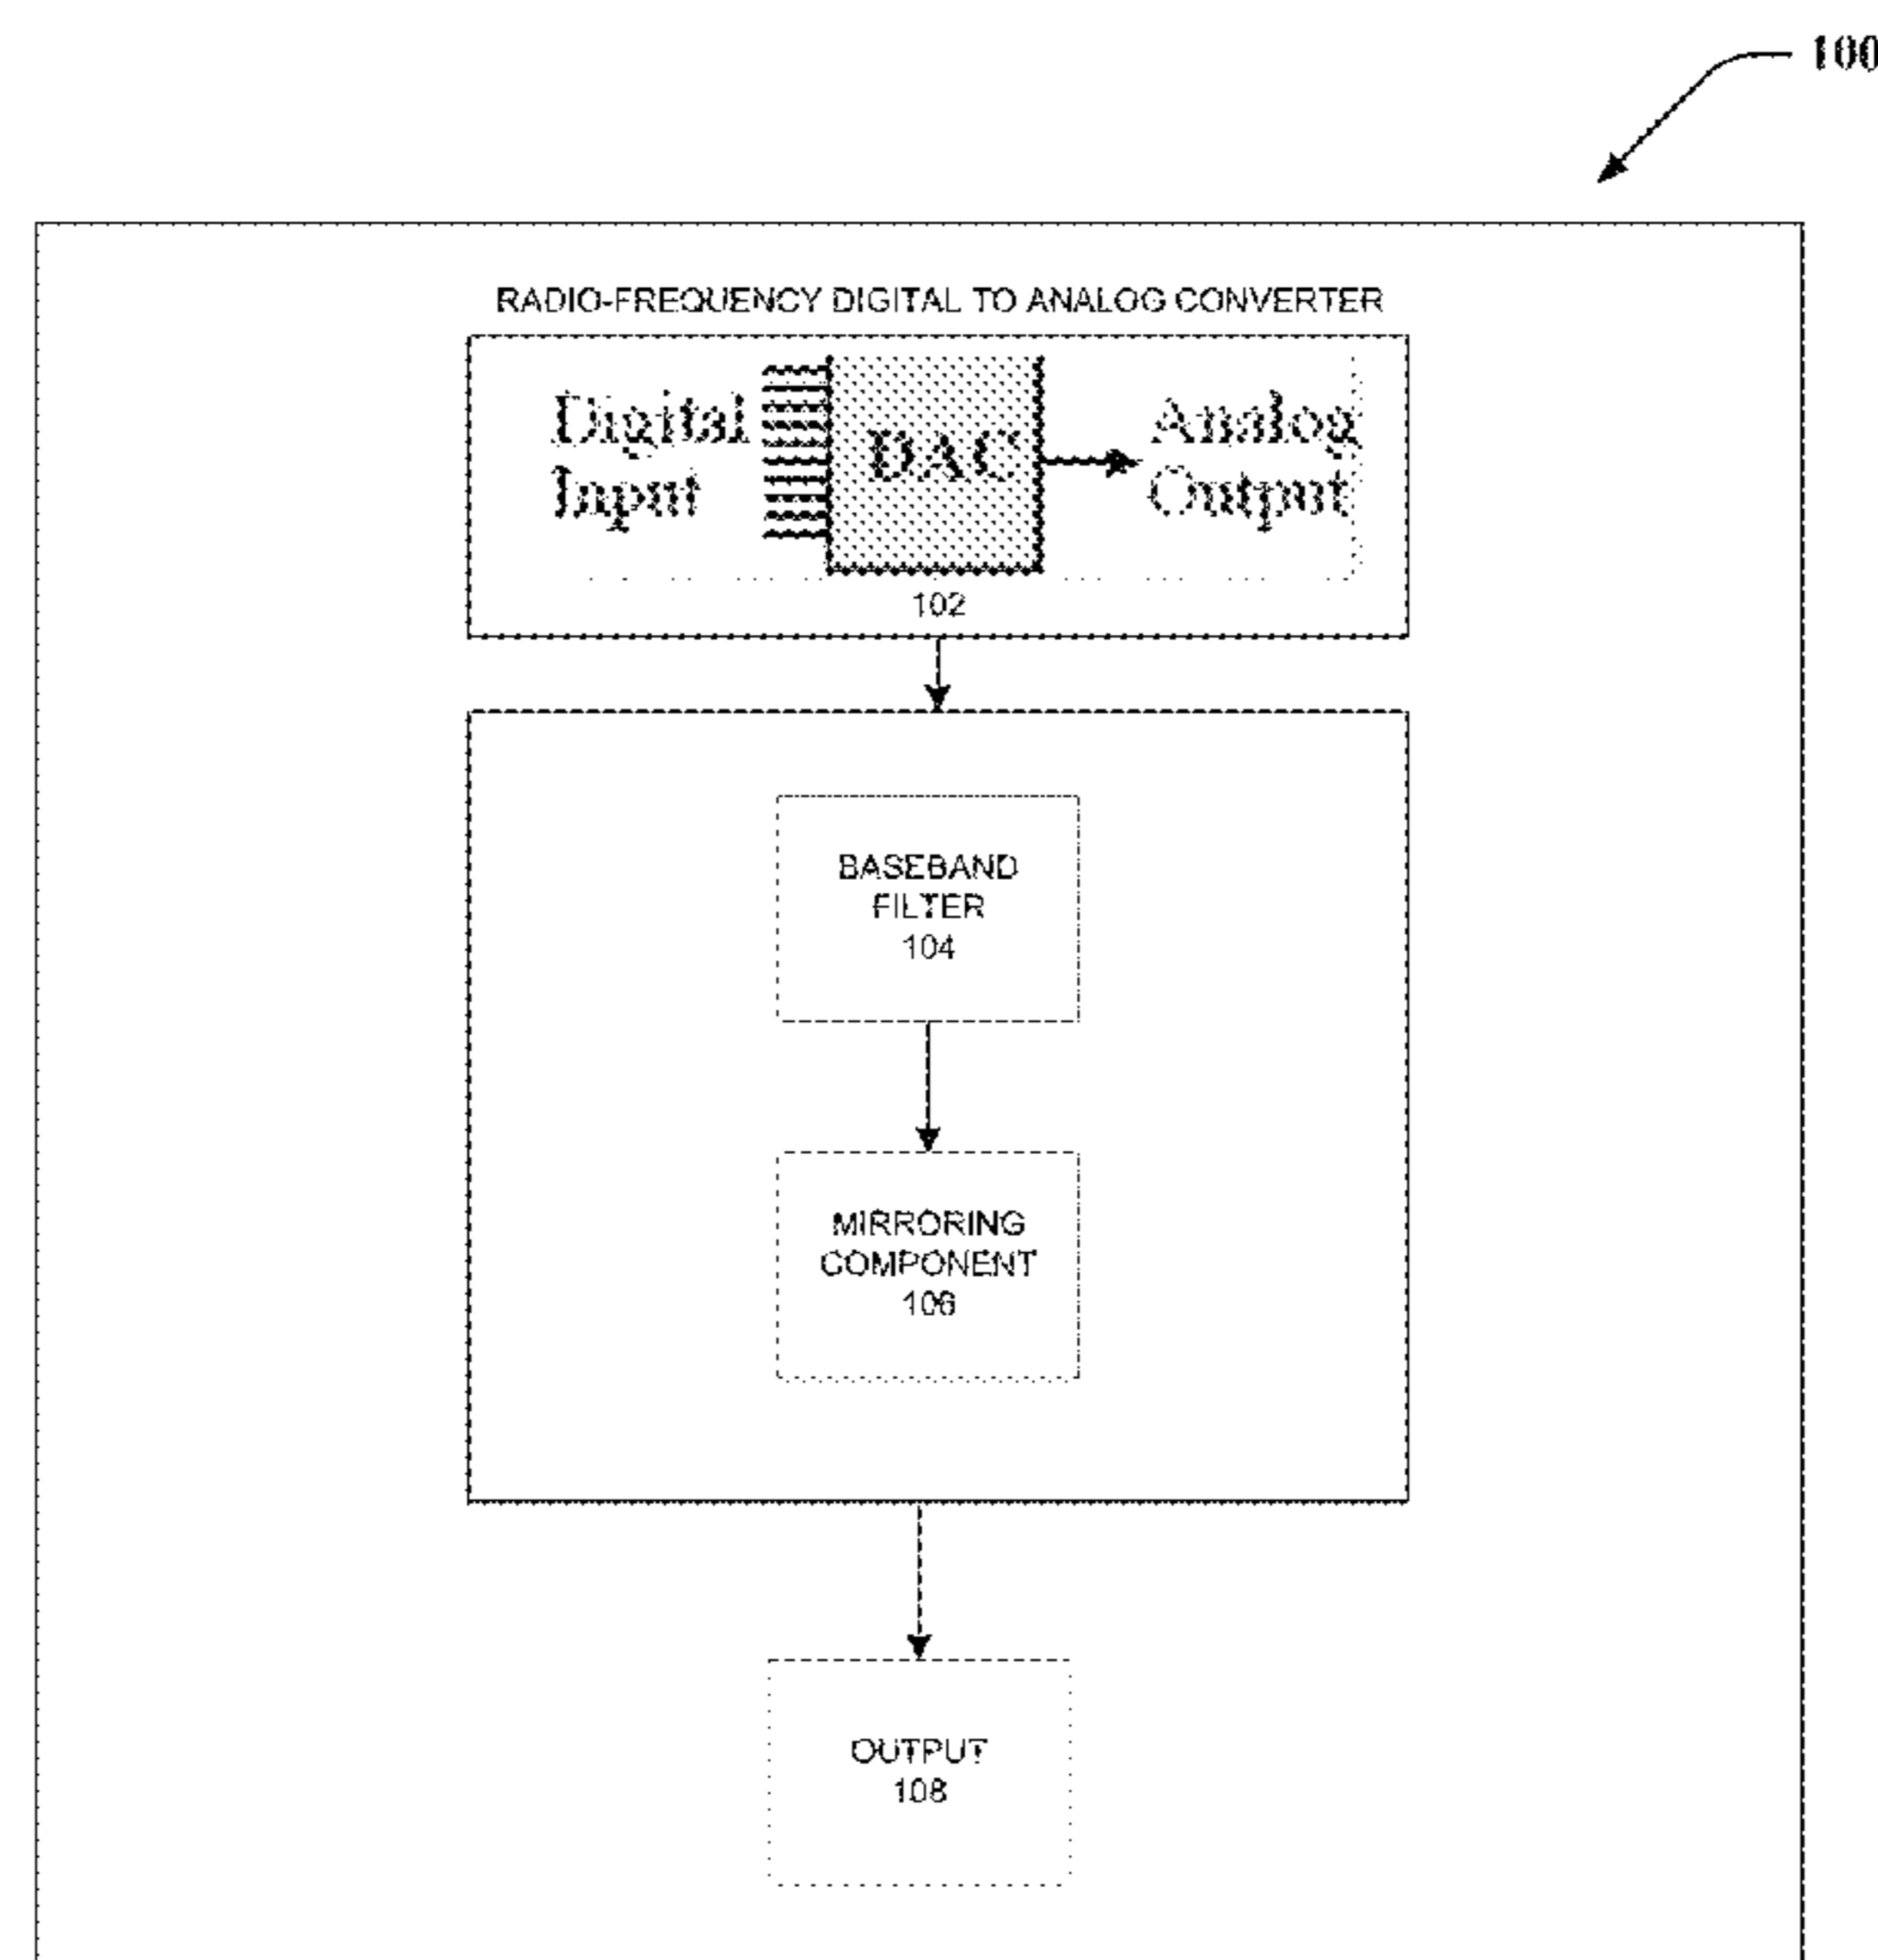 100
RADIO-FREQUENCY DIGITAL TO ANALOG CONVERTER
Digital
Input
DAC
Analog
Output
102
BASEBAND
FILTER
104
MIRRORING
COMPONENT
106
OUTPUT
108